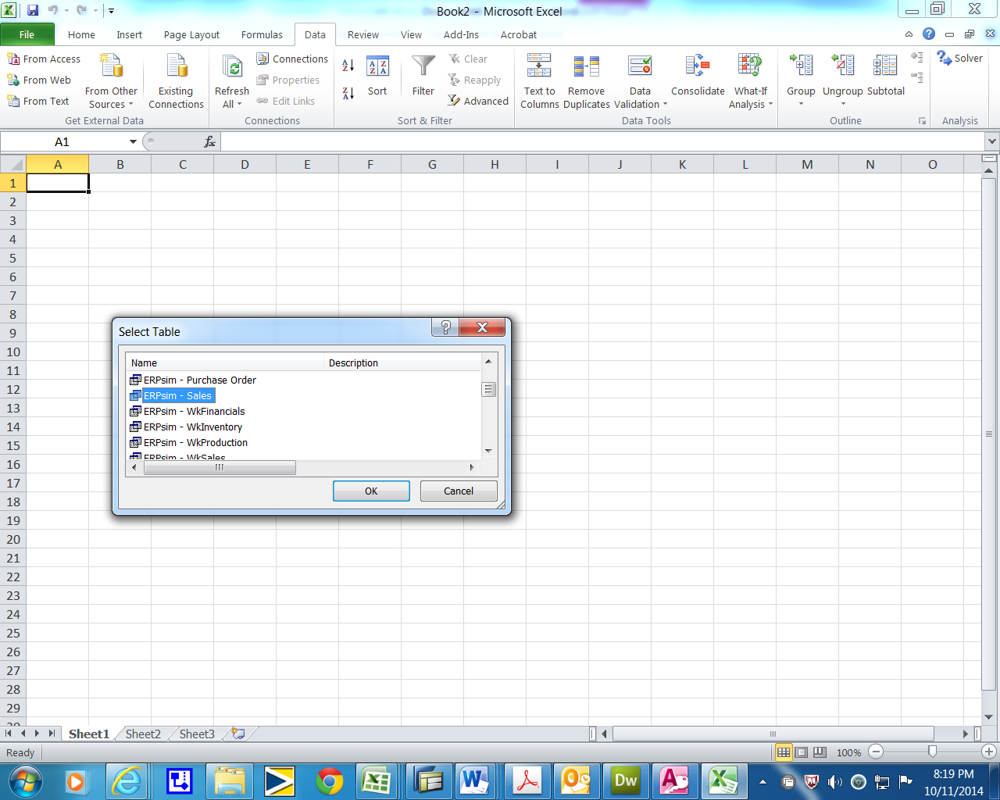 Book2 - Microsoft Excel
File Home Insert Page Layout Formulas Data Review View Add-Ins Acrobat
From Access
From Web
From Text
From Other Sources
Existing Connections
Get External Data
Refresh All
Connections
Properties
Edit Links
Connections
Sort
Filter
Clear
Reapply
Advanced
Sort & Filter
Text to Columns
Remove Duplicates
Data Validation
Consolidate
What-If Analysis
Data Tools
Group
Ungroup
Subtotal
Outline
Solver
Analysis
A1 fx
A B C D E F G H I J K L M N O
1
2
3
4
5
6
7
8
9
10
11
12
13
14
15
16
17
18
19
20
21
22
23
24
25
26
27
28
29
Select Table
Name Description
ERPsim - Purchase Order
ERPsim - Sales
ERPsim - WkFinancials
ERPsim - WkInventory
ERPsim - WkProduction
ERPsim - WkSales
OK Cancel
Sheet1 Sheet2 Sheet3
Ready 100%
8:19 PM
10/11/2014